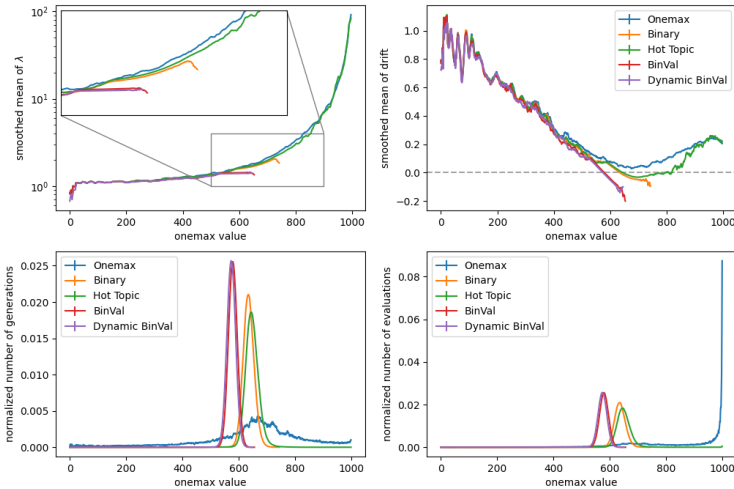 smoothed mean of λ
10²
10¹
10⁰
0 200 400 600 800 1000
onemax value
smoothed mean of drift
1.0
0.8
0.6
0.4
0.2
0.0
−0.2
Onemax
Binary
Hot Topic
BinVal
Dynamic BinVal
0 200 400 600 800 1000
onemax value
normalized number of generations
0.025
0.020
0.015
0.010
0.005
0.000
Onemax
Binary
Hot Topic
BinVal
Dynamic BinVal
0 200 400 600 800 1000
onemax value
normalized number of evaluations
0.08
0.06
0.04
0.02
0.00
Onemax
Binary
Hot Topic
BinVal
Dynamic BinVal
0 200 400 600 800 1000
onemax value